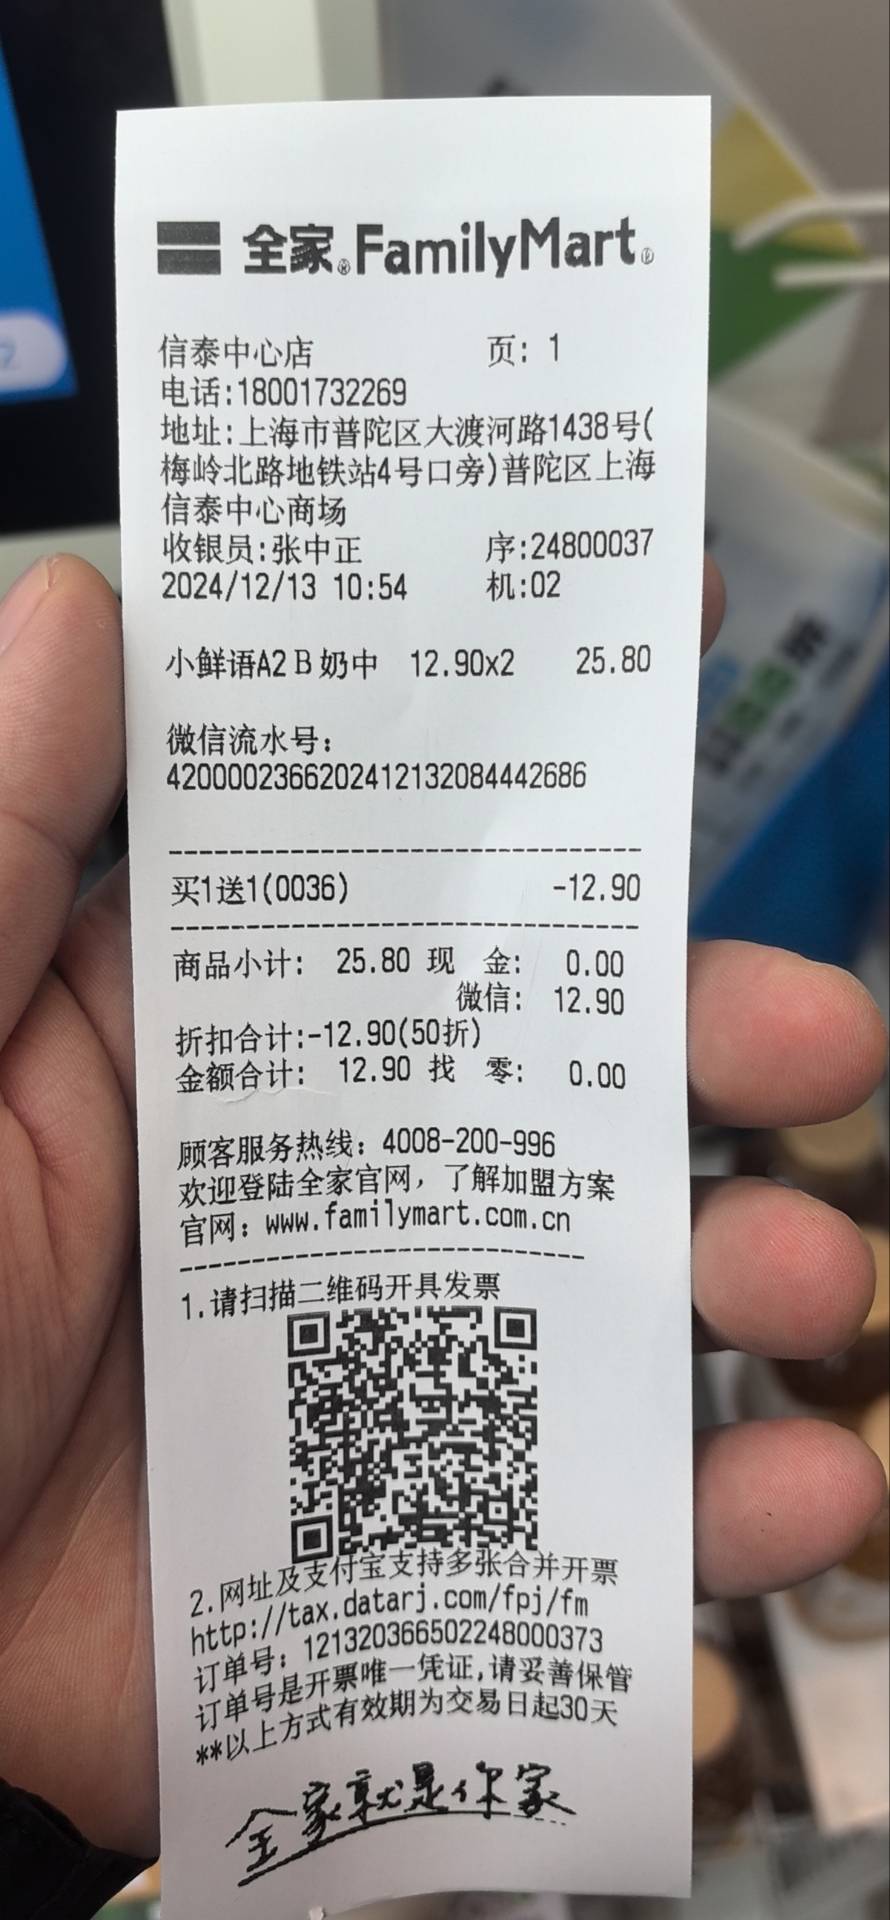 全家®FamilyMart®
信泰中心店 页: 1
电话:18001732269
地址:上海市普陀区大渡河路1438号(
梅岭北路地铁站4号口旁)普陀区上海
信泰中心商场
收银员:张中正 序:24800037
2024/12/13 10:54 机:02
小鲜语A2 B 奶中 12.90x2 25.80
微信流水号:
4200002366202412132084442686
买1送1(0036) -12.90
商品小计: 25.80 现 金: 0.00
微信: 12.90
折扣合计:-12.90(50折)
金额合计: 12.90 找 零: 0.00
顾客服务热线: 4008-200-996
欢迎登陆全家官网，了解加盟方案
官网: www.familymart.com.cn
1.请扫描二维码开具发票
2.网址及支付宝支持多张合并开票
http://tax.datarj.com/fpj/fm
订单号: 1213203665022480003​73
订单号是开票唯一凭证,请妥善保管
**以上方式有效期为交易日起30天
全家就是你家